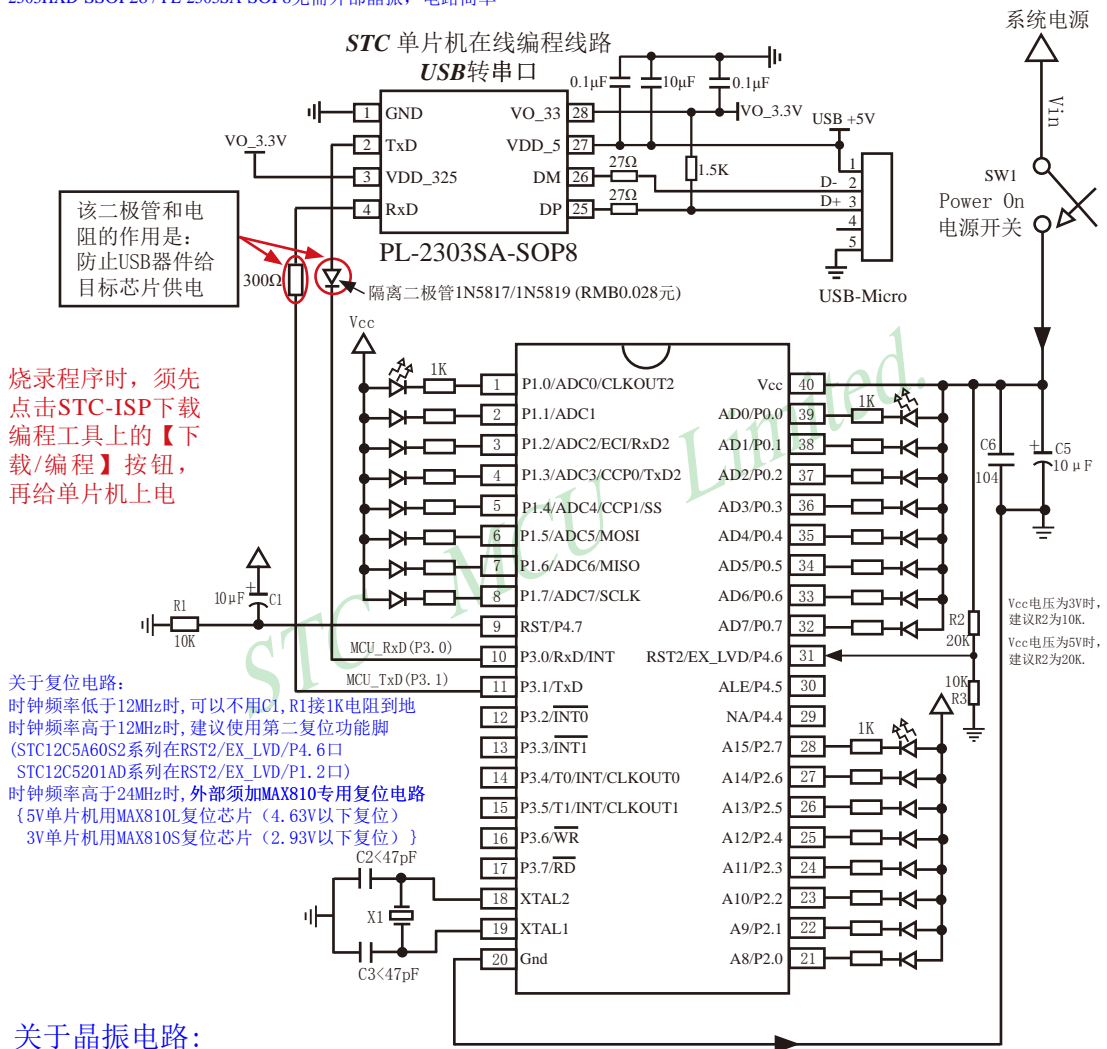 2303HXD-SSOP28 / PL-2303SA-SOP8无需外部晶振，电路简单
系统电源
Vin
SW1
Power On
电源开关
STC 单片机在线编程线路
USB转串口
0.1μF
10μF
0.1μF
1 GND
2 TxD
3 VDD_325
4 RxD
VO_33 28
VDD_5 27
DM 26
DP 25
PL-2303SA-SOP8
VO_3.3V
VO_3.3V
USB +5V
27Ω
27Ω
1.5K
D-
D+
1
2
3
4
5
USB-Micro
该二极管和电
阻的作用是：
防止USB器件给
目标芯片供电
300Ω
隔离二极管1N5817/1N5819 (RMB0.028元)
烧录程序时，须先
点击STC-ISP下载
编程工具上的【下
载/编程】按钮，
再给单片机上电
Vcc
1K
1 P1.0/ADC0/CLKOUT2
2 P1.1/ADC1
3 P1.2/ADC2/ECI/RxD2
4 P1.3/ADC3/CCP0/TxD2
5 P1.4/ADC4/CCP1/SS
6 P1.5/ADC5/MOSI
7 P1.6/ADC6/MISO
8 P1.7/ADC7/SCLK
9 RST/P4.7
10 P3.0/RxD/INT
11 P3.1/TxD
12 P3.2/INT0
13 P3.3/INT1
14 P3.4/T0/INT/CLKOUT0
15 P3.5/T1/INT/CLKOUT1
16 P3.6/WR
17 P3.7/RD
18 XTAL2
19 XTAL1
20 Gnd
Vcc 40
AD0/P0.0 39
AD1/P0.1 38
AD2/P0.2 37
AD3/P0.3 36
AD4/P0.4 35
AD5/P0.5 34
AD6/P0.6 33
AD7/P0.7 32
RST2/EX_LVD/P4.6 31
ALE/P4.5 30
NA/P4.4 29
A15/P2.7 28
A14/P2.6 27
A13/P2.5 26
A12/P2.4 25
A11/P2.3 24
A10/P2.2 23
A9/P2.1 22
A8/P2.0 21
1K
1K
C6
104
+
C5
10μF
R2
20K
10K
R3
Vcc电压为3V时，
建议R2为10K.
Vcc电压为5V时，
建议R2为20K.
R1
10K
10μF
+
C1
MCU_RxD(P3.0)
MCU_TxD(P3.1)
关于复位电路：
时钟频率低于12MHz时,可以不用C1,R1接1K电阻到地
时钟频率高于12MHz时,建议使用第二复位功能脚
(STC12C5A60S2系列在RST2/EX_LVD/P4.6口
STC12C5201AD系列在RST2/EX_LVD/P1.2口)
时钟频率高于24MHz时,外部须加MAX810专用复位电路
{5V单片机用MAX810L复位芯片（4.63V以下复位）
3V单片机用MAX810S复位芯片（2.93V以下复位）}
C2<47pF
X1
C3<47pF
STC MCU Limited.
关于晶振电路：